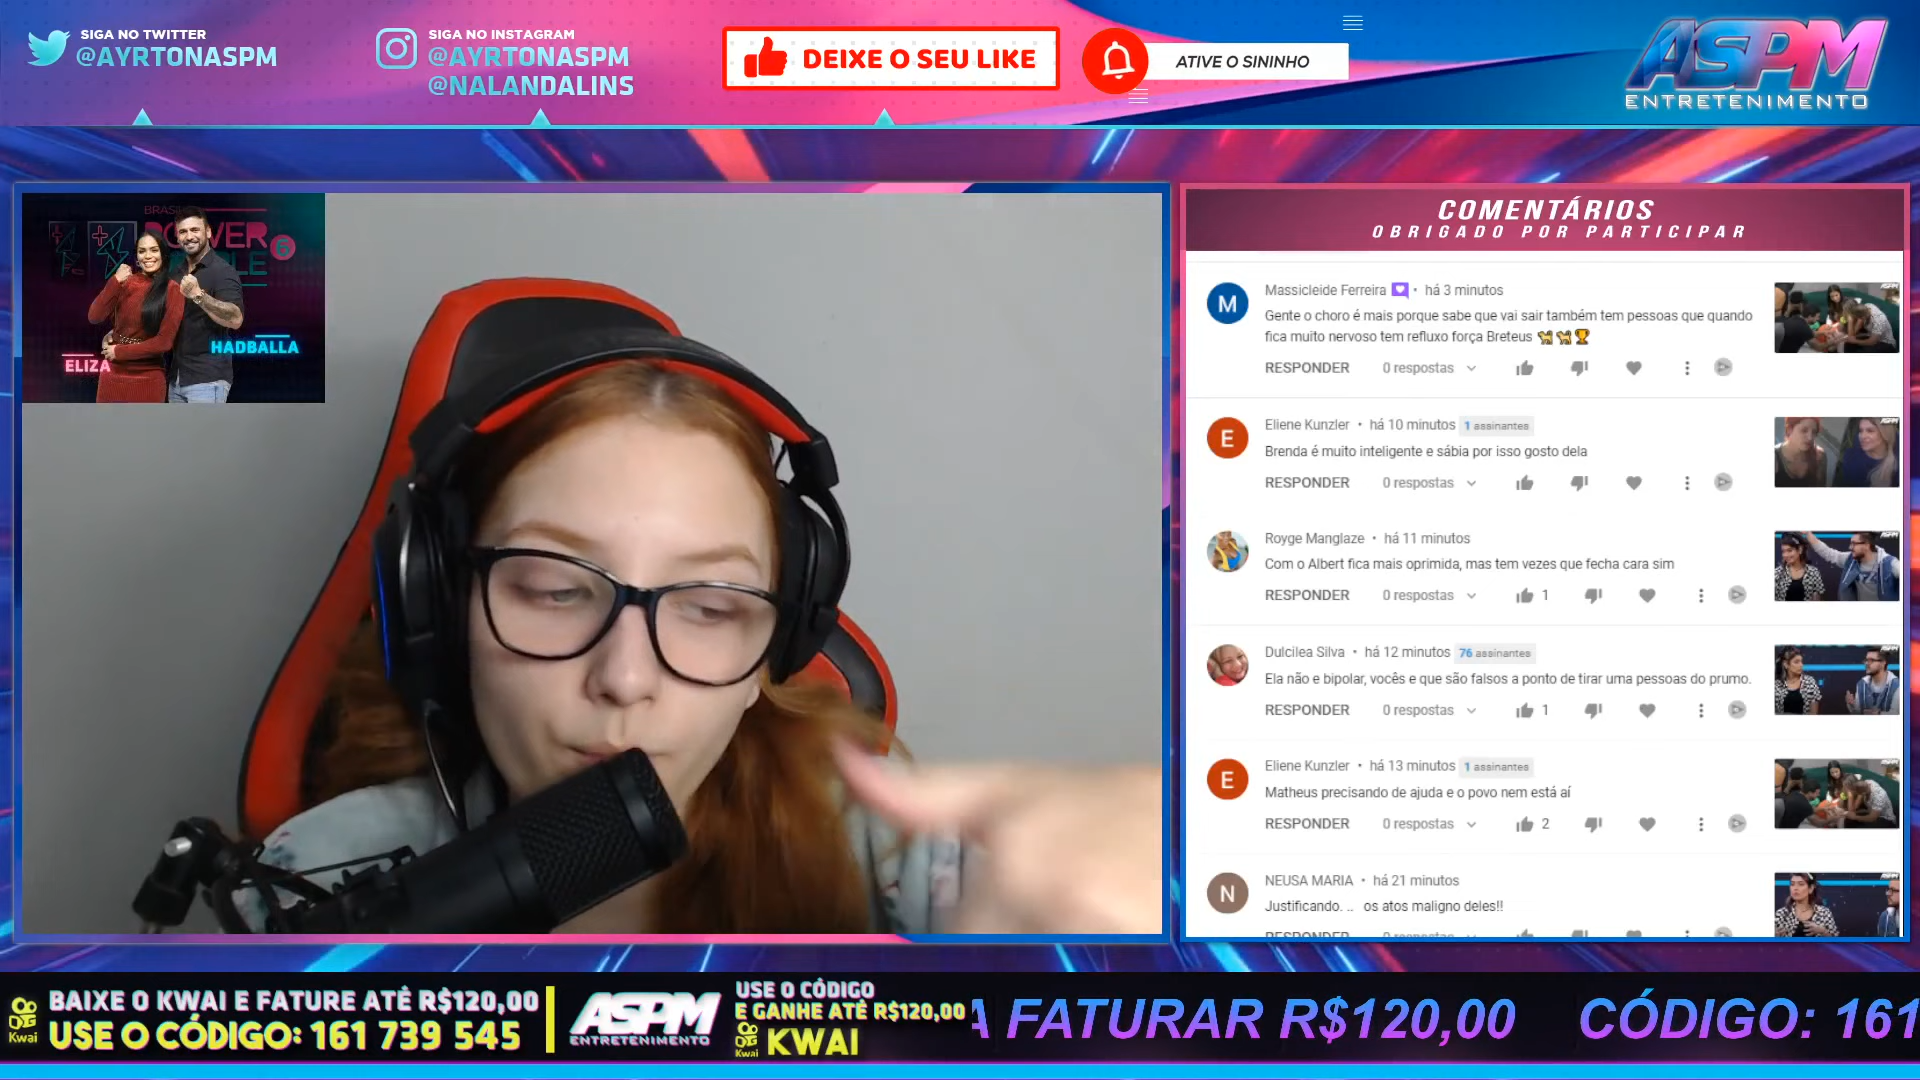 SIGA NO TWITTER
@AYRTONASPM
SIGA NO INSTAGRAM
@AYRTONASPM
@NALANDALINS
DEIXE O SEU LIKE
ATIVE O SININHO
ASPM
ENTRETENIMENTO
BRASIL
POWER
6
ELIZA
HADBALLA
COMENTÁRIOS
OBRIGADO POR PARTICIPAR
M
Massicleide Ferreira • há 3 minutos
Gente o choro é mais porque sabe que vai sair também tem pessoas que quando
fica muito nervoso tem refluxo força Breteus 🐆🐆🏆
RESPONDER 0 respostas
E
Eliene Kunzler • há 10 minutos 1 assinantes
Brenda é muito inteligente e sábia por isso gosto dela
RESPONDER 0 respostas
Royge Manglaze • há 11 minutos
Com o Albert fica mais oprimida, mas tem vezes que fecha cara sim
RESPONDER 0 respostas 1
Dulcilea Silva • há 12 minutos 76 assinantes
Ela não e bipolar, vocês e que são falsos a ponto de tirar uma pessoas do prumo.
RESPONDER 0 respostas 1
E
Eliene Kunzler • há 13 minutos 1 assinantes
Matheus precisando de ajuda e o povo nem está aí
RESPONDER 0 respostas 2
N
NEUSA MARIA • há 21 minutos
Justificando. .. os atos maligno deles!!
RESPONDER 0 respostas
Kwai
BAIXE O KWAI E FATURE ATÉ R$120,00
USE O CÓDIGO: 161 739 545
ASPM
ENTRETENIMENTO
USE O CÓDIGO
E GANHE ATÉ R$120,00
Kwai
KWAI
A FATURAR R$120,00 CÓDIGO: 161